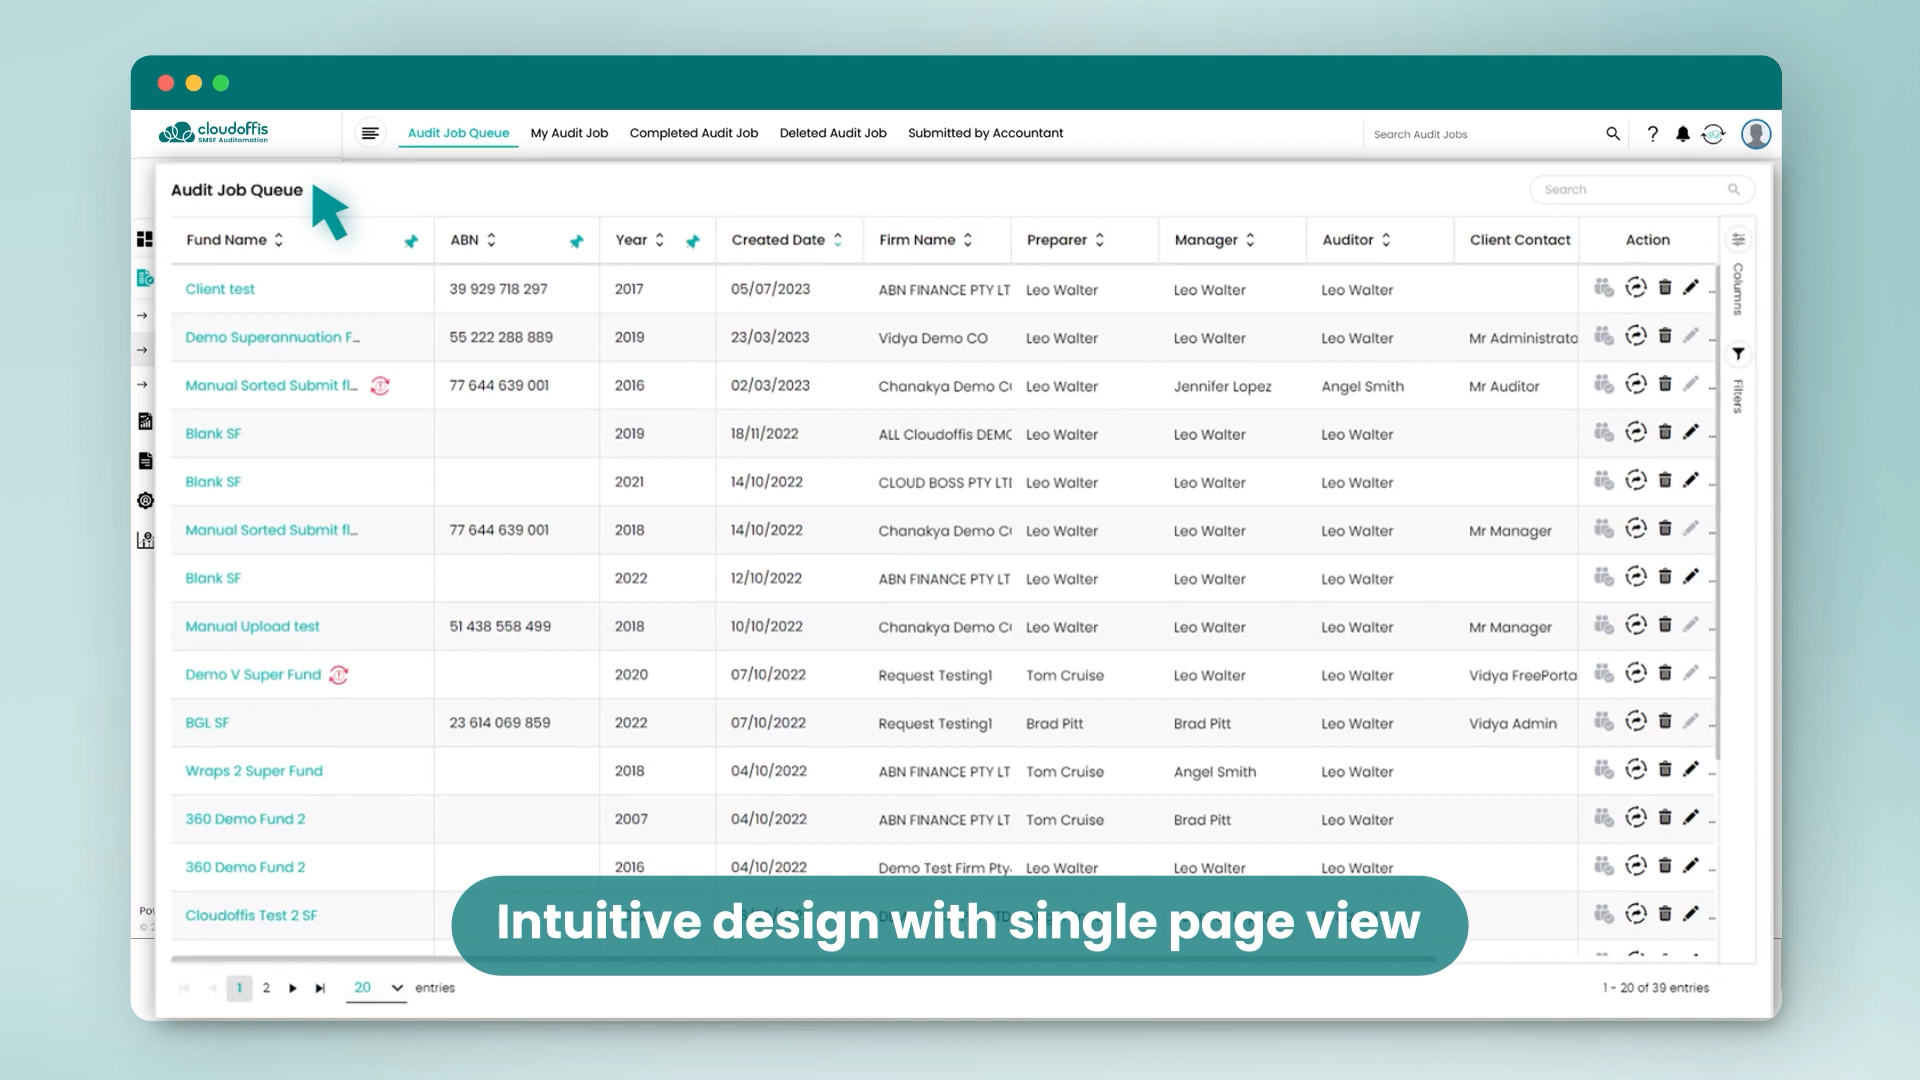 cloudoffis
SMSF Auditomation
Audit Job Queue My Audit Job Completed Audit Job Deleted Audit Job Submitted by Accountant
Search Audit Jobs
?
Audit Job Queue
Search
Fund Name ABN Year Created Date Firm Name Preparer Manager Auditor Client Contact Action
Columns
Filters
Client test 39 929 718 297 2017 05/07/2023 ABN FINANCE PTY LT Leo Walter Leo Walter Leo Walter
Demo Superannuation F... 55 222 288 889 2019 23/03/2023 Vidya Demo CO Leo Walter Leo Walter Leo Walter Mr Administrato
Manual Sorted Submit fl... 77 644 639 001 2016 02/03/2023 Chanakya Demo C Leo Walter Jennifer Lopez Angel Smith Mr Auditor
Blank SF 2019 18/11/2022 ALL Cloudoffis DEMC Leo Walter Leo Walter Leo Walter
Blank SF 2021 14/10/2022 CLOUD BOSS PTY LT Leo Walter Leo Walter Leo Walter
Manual Sorted Submit fl... 77 644 639 001 2018 14/10/2022 Chanakya Demo C Leo Walter Leo Walter Leo Walter Mr Manager
Blank SF 2022 12/10/2022 ABN FINANCE PTY LT Leo Walter Leo Walter Leo Walter
Manual Upload test 51 438 558 499 2018 10/10/2022 Chanakya Demo C Leo Walter Leo Walter Leo Walter Mr Manager
Demo V Super Fund 2020 07/10/2022 Request Testing1 Tom Cruise Leo Walter Leo Walter Vidya FreePorta
BGL SF 23 614 069 859 2022 07/10/2022 Request Testing1 Brad Pitt Brad Pitt Leo Walter Vidya Admin
Wraps 2 Super Fund 2018 04/10/2022 ABN FINANCE PTY LT Tom Cruise Angel Smith Leo Walter
360 Demo Fund 2 2007 04/10/2022 ABN FINANCE PTY LT Tom Cruise Brad Pitt Leo Walter
360 Demo Fund 2 2016 04/10/2022 Demo Test Firm Pty Leo Walter Leo Walter Leo Walter
Cloudoffis Test 2 SF
Intuitive design with single page view
1 2 20 entries
1 - 20 of 39 entries